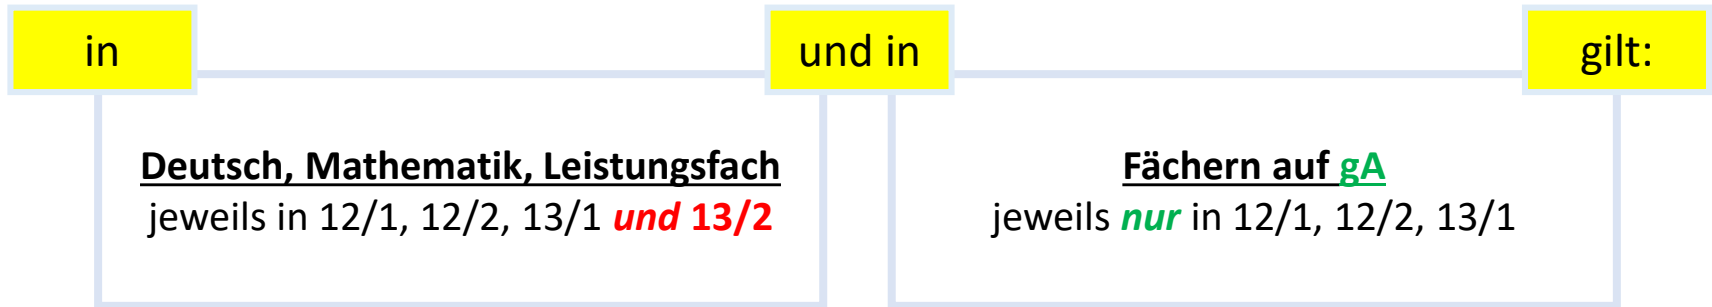 in
und in
gilt:
Deutsch, Mathematik, Leistungsfach
jeweils in 12/1, 12/2, 13/1 und 13/2
Fächern auf gA
jeweils nur in 12/1, 12/2, 13/1